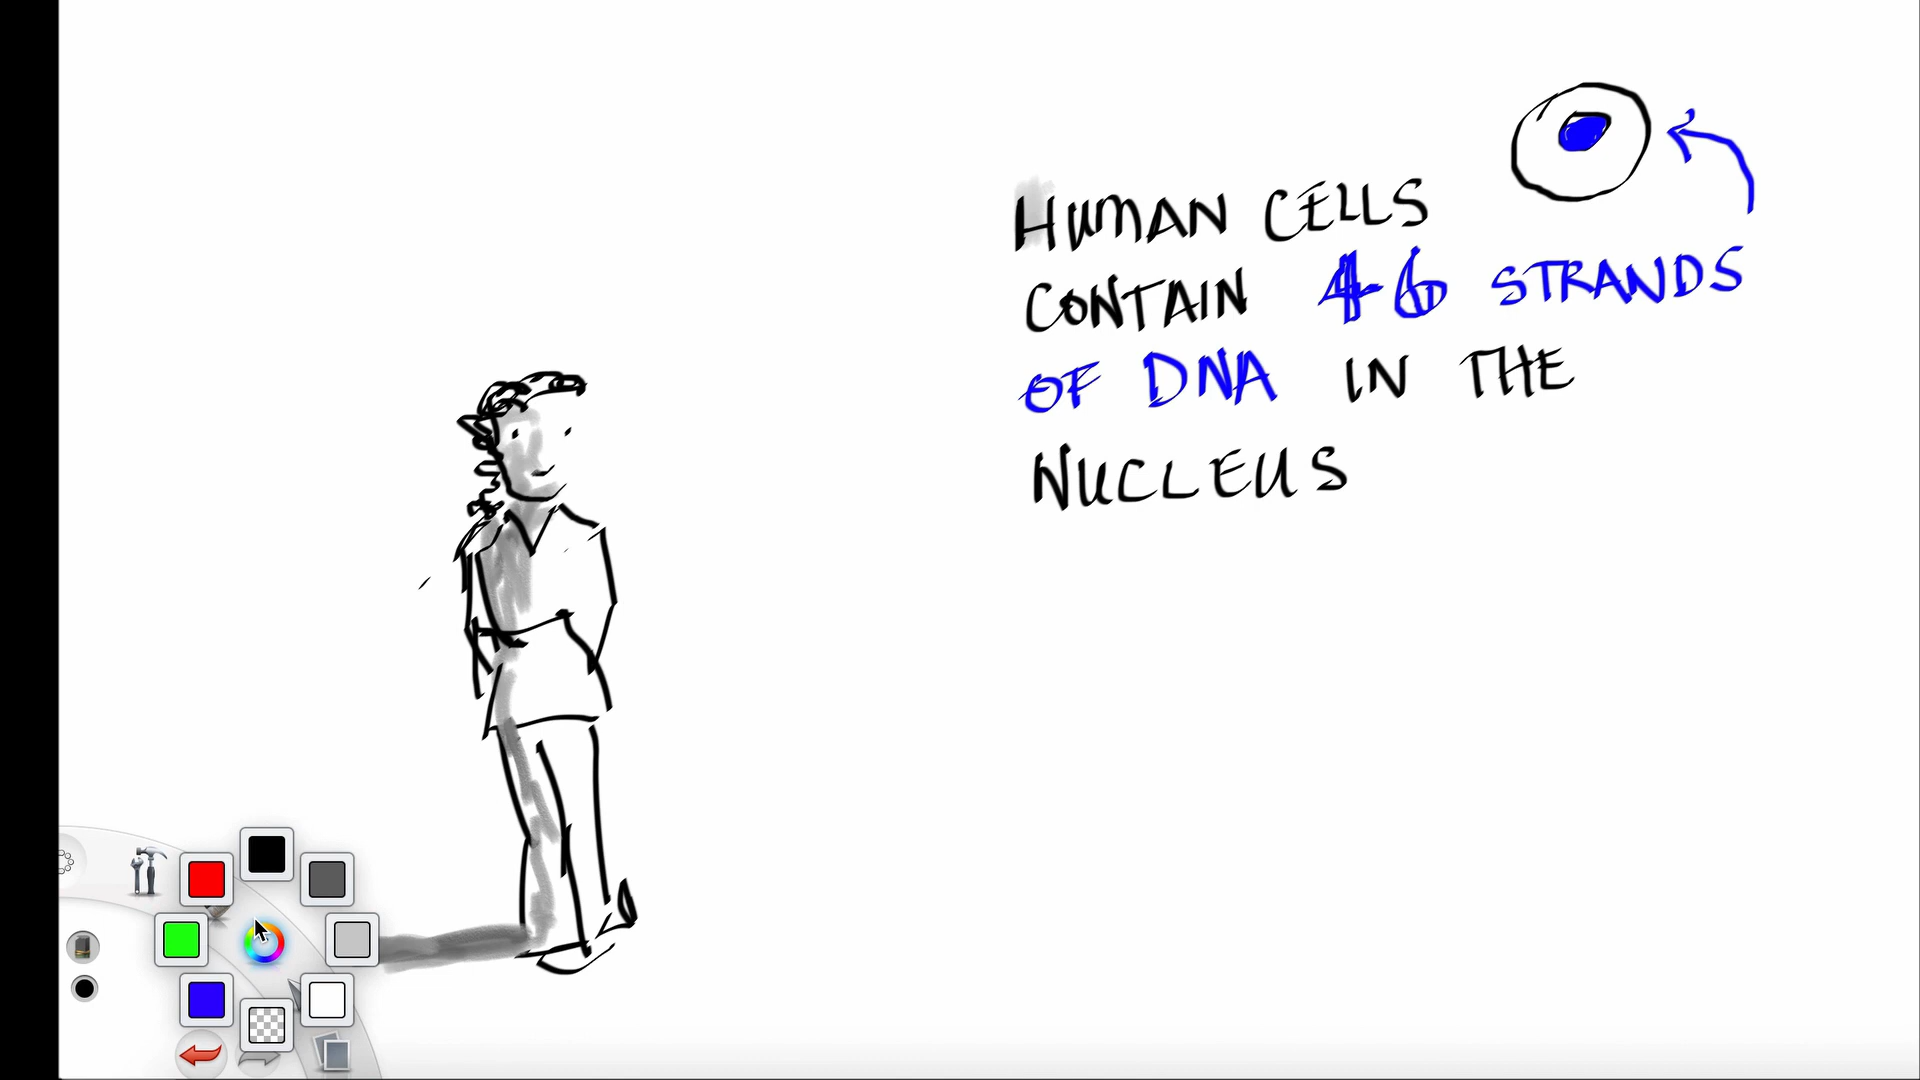 HUMAN CELLS
CONTAIN 46 STRANDS
OF DNA IN THE
NUCLEUS